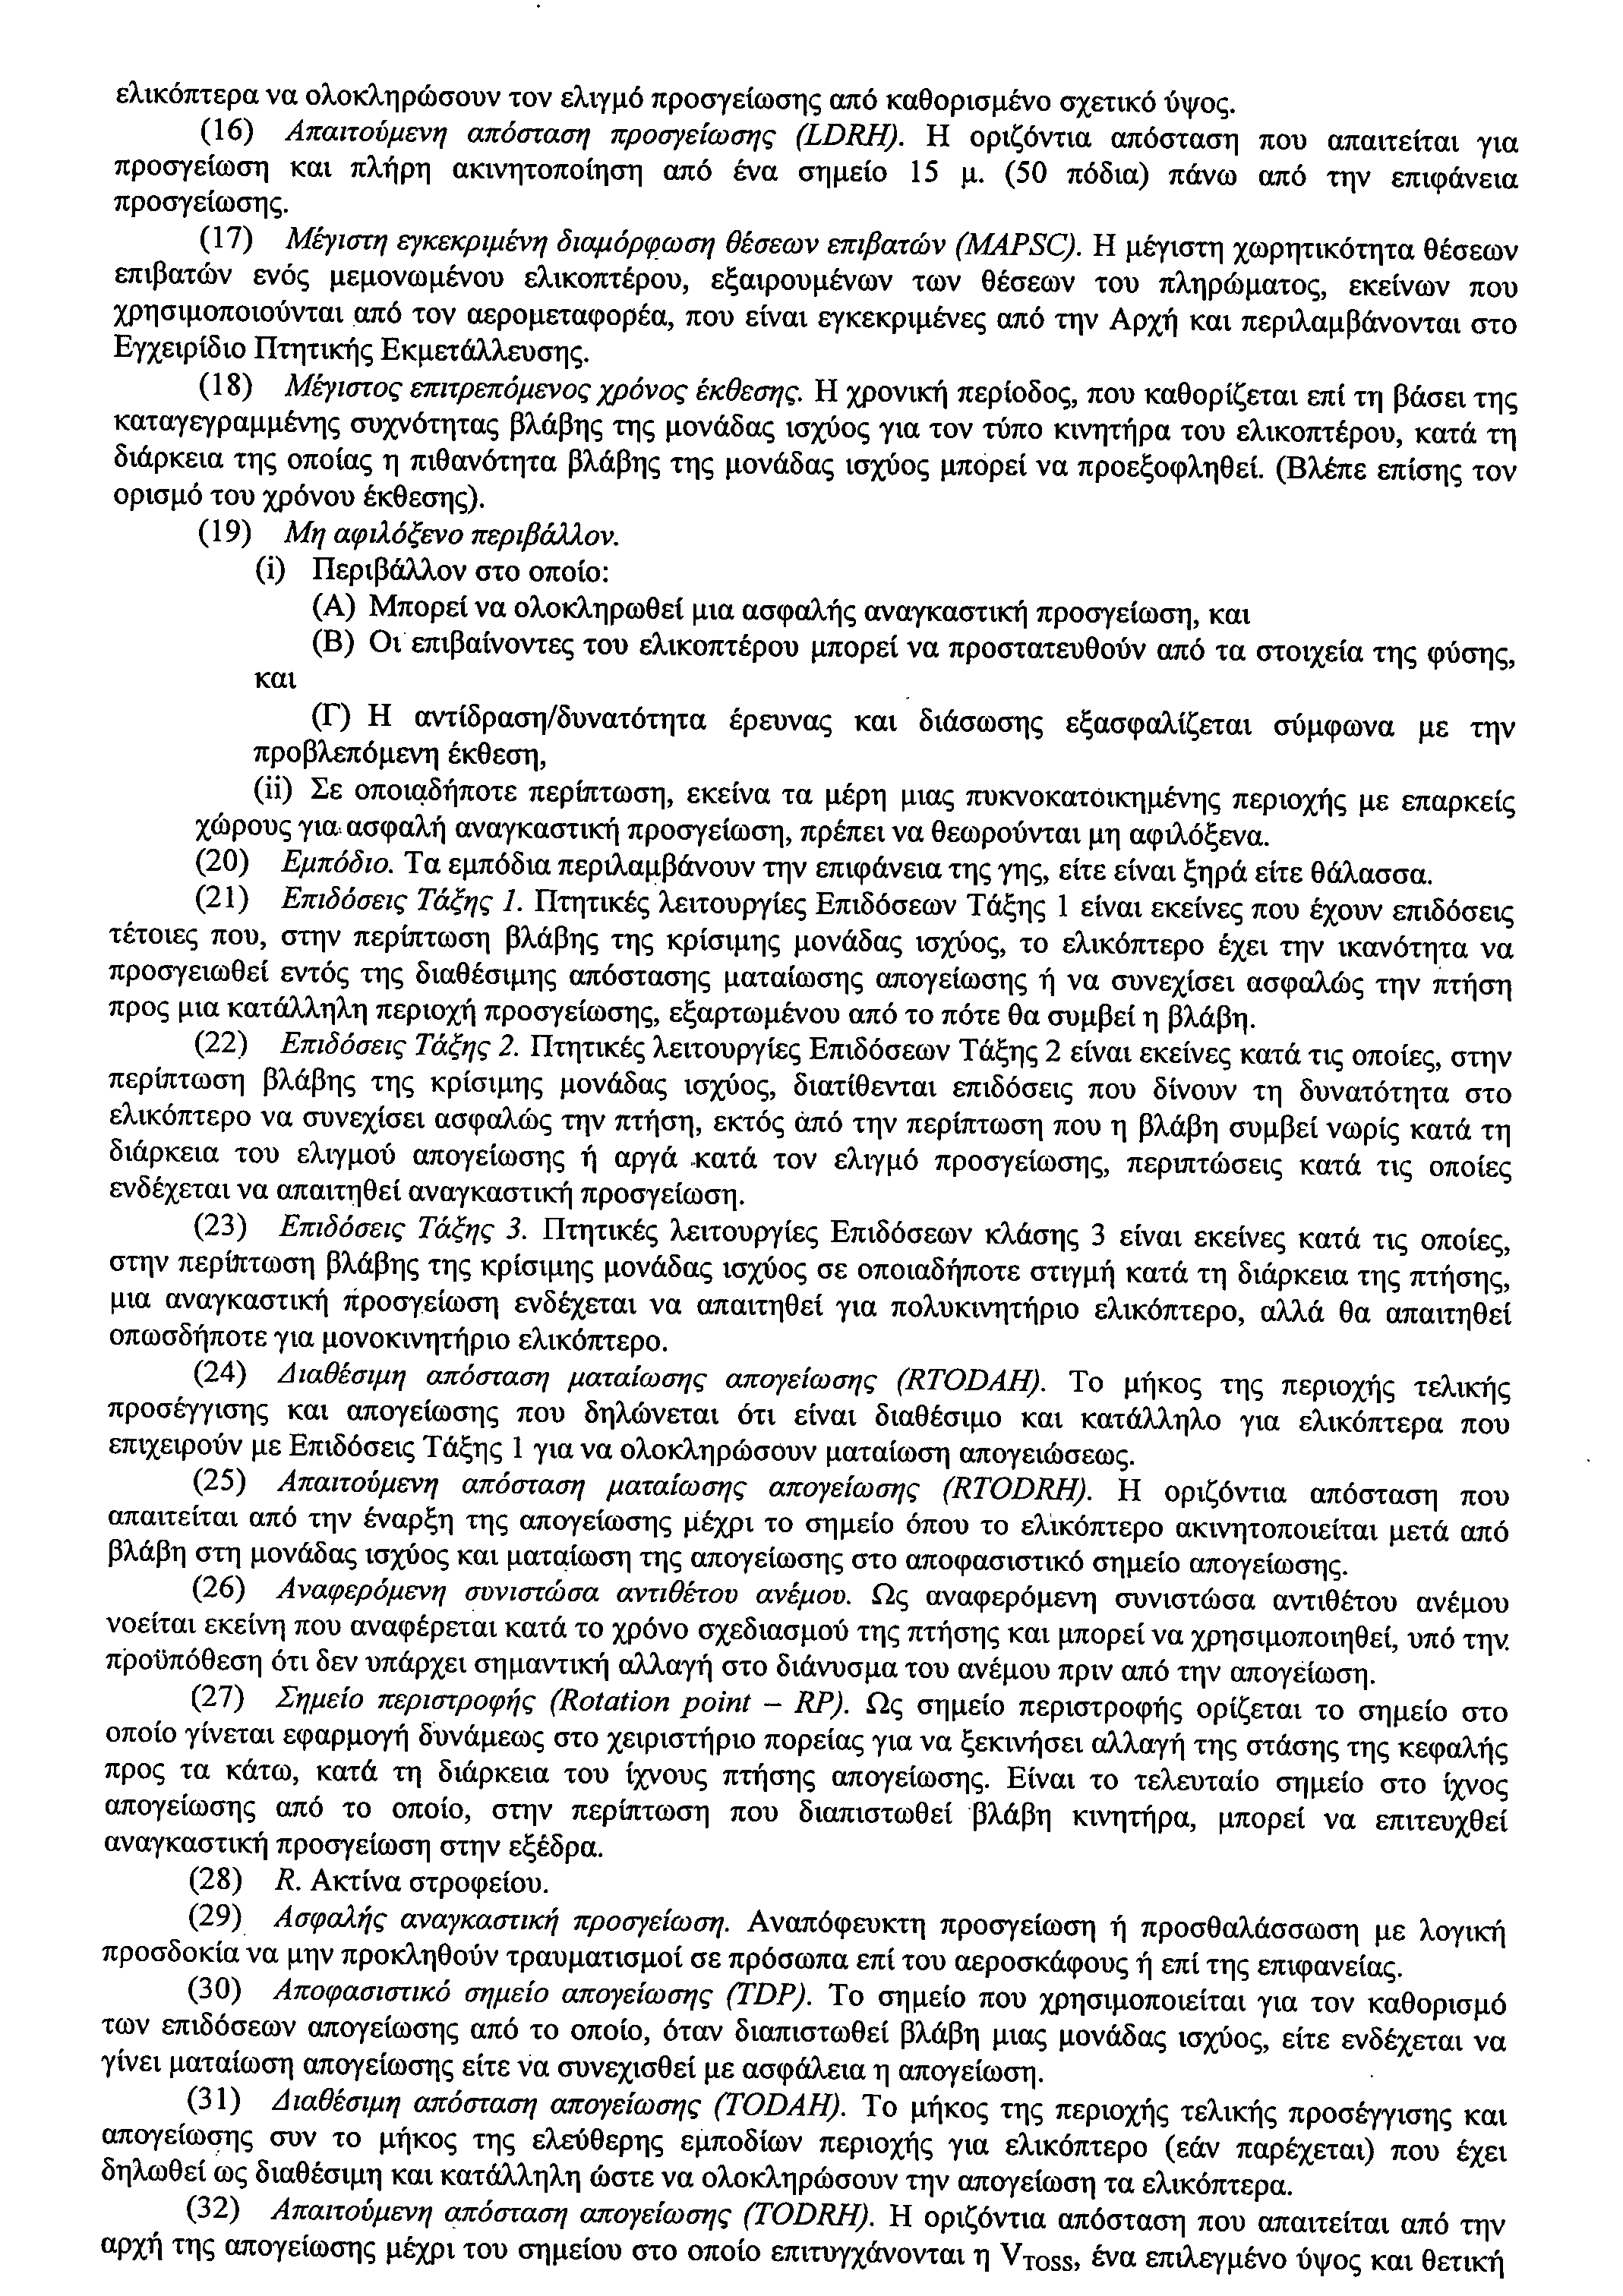 ελικόπτερα να ολοκληρώσουν τον ελιγμό προσγείωσης από καθορισμένο σχετικό ύψος.
(16) Απαιτούμενη απόσταση προσγείωσης (LDRH). Η οριζόντια απόσταση που απαιτείται για
προσγείωση και πλήρη ακινητοποίηση από ένα σημείο 15 μ. (50 πόδια) πάνω από την επιφάνεια
προσγείωσης.
(17) Μέγιστη εγκεκριμένη διαμόρφωση θέσεων επιβατών (MAPSC). Η μέγιστη χωρητικότητα θέσεων
επιβατών ενός μεμονωμένου ελικοπτέρου, εξαιρουμένων των θέσεων του πληρώματος, εκείνων που
χρησιμοποιούνται από τον αερομεταφορέα, που είναι εγκεκριμένες από την Αρχή και περιλαμβάνονται στο
Εγχειρίδιο Πτητικής Εκμετάλλευσης.
(18) Μέγιστος επιτρεπόμενος χρόνος έκθεσης. Η χρονική περίοδος, που καθορίζεται επί τη βάσει της
καταγεγραμμένης συχνότητας βλάβης της μονάδας ισχύος για τον τύπο κινητήρα του ελικοπτέρου, κατά τη
διάρκεια της οποίας η πιθανότητα βλάβης της μονάδας ισχύος μπορεί να προεξοφληθεί. (Βλέπε επίσης τον
ορισμό του χρόνου έκθεσης).
(19) Μη αφιλόξενο περιβάλλον.
(i) Περιβάλλον στο οποίο:
(Α) Μπορεί να ολοκληρωθεί μια ασφαλής αναγκαστική προσγείωση, και
(Β) Οι επιβαίνοντες του ελικοπτέρου μπορεί να προστατευθούν από τα στοιχεία της φύσης,
και
(Γ) Η αντίδραση/δυνατότητα έρευνας και διάσωσης εξασφαλίζεται σύμφωνα με την
προβλεπόμενη έκθεση,
(ii) Σε οποιαδήποτε περίπτωση, εκείνα τα μέρη μιας πυκνοκατοικημένης περιοχής με επαρκείς
χώρους για ασφαλή αναγκαστική προσγείωση, πρέπει να θεωρούνται μη αφιλόξενα.
(20) Εμπόδιο. Τα εμπόδια περιλαμβάνουν την επιφάνεια της γης, είτε είναι ξηρά είτε θάλασσα.
(21) Επιδόσεις Τάξης 1. Πτητικές λειτουργίες Επιδόσεων Τάξης 1 είναι εκείνες που έχουν επιδόσεις
τέτοιες που, στην περίπτωση βλάβης της κρίσιμης μονάδας ισχύος, το ελικόπτερο έχει την ικανότητα να
προσγειωθεί εντός της διαθέσιμης απόστασης ματαίωσης απογείωσης ή να συνεχίσει ασφαλώς την πτήση
προς μια κατάλληλη περιοχή προσγείωσης, εξαρτωμένου από το πότε θα συμβεί η βλάβη.
(22) Επιδόσεις Τάξης 2. Πτητικές λειτουργίες Επιδόσεων Τάξης 2 είναι εκείνες κατά τις οποίες, στην
περίπτωση βλάβης της κρίσιμης μονάδας ισχύος, διατίθενται επιδόσεις που δίνουν τη δυνατότητα στο
ελικόπτερο να συνεχίσει ασφαλώς την πτήση, εκτός από την περίπτωση που η βλάβη συμβεί νωρίς κατά τη
διάρκεια του ελιγμού απογείωσης ή αργά κατά τον ελιγμό προσγείωσης, περιπτώσεις κατά τις οποίες
ενδέχεται να απαιτηθεί αναγκαστική προσγείωση.
(23) Επιδόσεις Τάξης 3. Πτητικές λειτουργίες Επιδόσεων κλάσης 3 είναι εκείνες κατά τις οποίες,
στην περίπτωση βλάβης της κρίσιμης μονάδας ισχύος σε οποιαδήποτε στιγμή κατά τη διάρκεια της πτήσης,
μια αναγκαστική προσγείωση ενδέχεται να απαιτηθεί για πολυκινητήριο ελικόπτερο, αλλά θα απαιτηθεί
οπωσδήποτε για μονοκινητήριο ελικόπτερο.
(24) Διαθέσιμη απόσταση ματαίωσης απογείωσης (RTODAH). Το μήκος της περιοχής τελικής
προσέγγισης και απογείωσης που δηλώνεται ότι είναι διαθέσιμο και κατάλληλο για ελικόπτερα που
επιχειρούν με Επιδόσεις Τάξης 1 για να ολοκληρώσουν ματαίωση απογειώσεως.
(25) Απαιτούμενη απόσταση ματαίωσης απογείωσης (RTODRH). Η οριζόντια απόσταση που
απαιτείται από την έναρξη της απογείωσης μέχρι το σημείο όπου το ελικόπτερο ακινητοποιείται μετά από
βλάβη στη μονάδας ισχύος και ματαίωση της απογείωσης στο αποφασιστικό σημείο απογείωσης.
(26) Αναφερόμενη συνιστώσα αντιθέτου ανέμου. Ως αναφερόμενη συνιστώσα αντιθέτου ανέμου
νοείται εκείνη που αναφέρεται κατά το χρόνο σχεδιασμού της πτήσης και μπορεί να χρησιμοποιηθεί, υπό την
προϋπόθεση ότι δεν υπάρχει σημαντική αλλαγή στο διάνυσμα του ανέμου πριν από την απογείωση.
(27) Σημείο περιστροφής (Rotation point – RP). Ως σημείο περιστροφής ορίζεται το σημείο στο
οποίο γίνεται εφαρμογή δυνάμεως στο χειριστήριο πορείας για να ξεκινήσει αλλαγή της στάσης της κεφαλής
προς τα κάτω, κατά τη διάρκεια του ίχνους πτήσης απογείωσης. Είναι το τελευταίο σημείο στο ίχνος
απογείωσης από το οποίο, στην περίπτωση που διαπιστωθεί βλάβη κινητήρα, μπορεί να επιτευχθεί
αναγκαστική προσγείωση στην εξέδρα.
(28) R. Ακτίνα στροφείου.
(29) Ασφαλής αναγκαστική προσγείωση. Αναπόφευκτη προσγείωση ή προσθαλάσσωση με λογική
προσδοκία να μην προκληθούν τραυματισμοί σε πρόσωπα επί του αεροσκάφους ή επί της επιφανείας.
(30) Αποφασιστικό σημείο απογείωσης (TDP). Το σημείο που χρησιμοποιείται για τον καθορισμό
των επιδόσεων απογείωσης από το οποίο, όταν διαπιστωθεί βλάβη μιας μονάδας ισχύος, είτε ενδέχεται να
γίνει ματαίωση απογείωσης είτε να συνεχισθεί με ασφάλεια η απογείωση.
(31) Διαθέσιμη απόσταση απογείωσης (TODAH). Το μήκος της περιοχής τελικής προσέγγισης και
απογείωσης συν το μήκος της ελεύθερης εμποδίων περιοχής για ελικόπτερο (εάν παρέχεται) που έχει
δηλωθεί ως διαθέσιμη και κατάλληλη ώστε να ολοκληρώσουν την απογείωση τα ελικόπτερα.
(32) Απαιτούμενη απόσταση απογείωσης (TODRH). Η οριζόντια απόσταση που απαιτείται από την
αρχή της απογείωσης μέχρι του σημείου στο οποίο επιτυγχάνονται η VTOSS, ένα επιλεγμένο ύψος και θετική